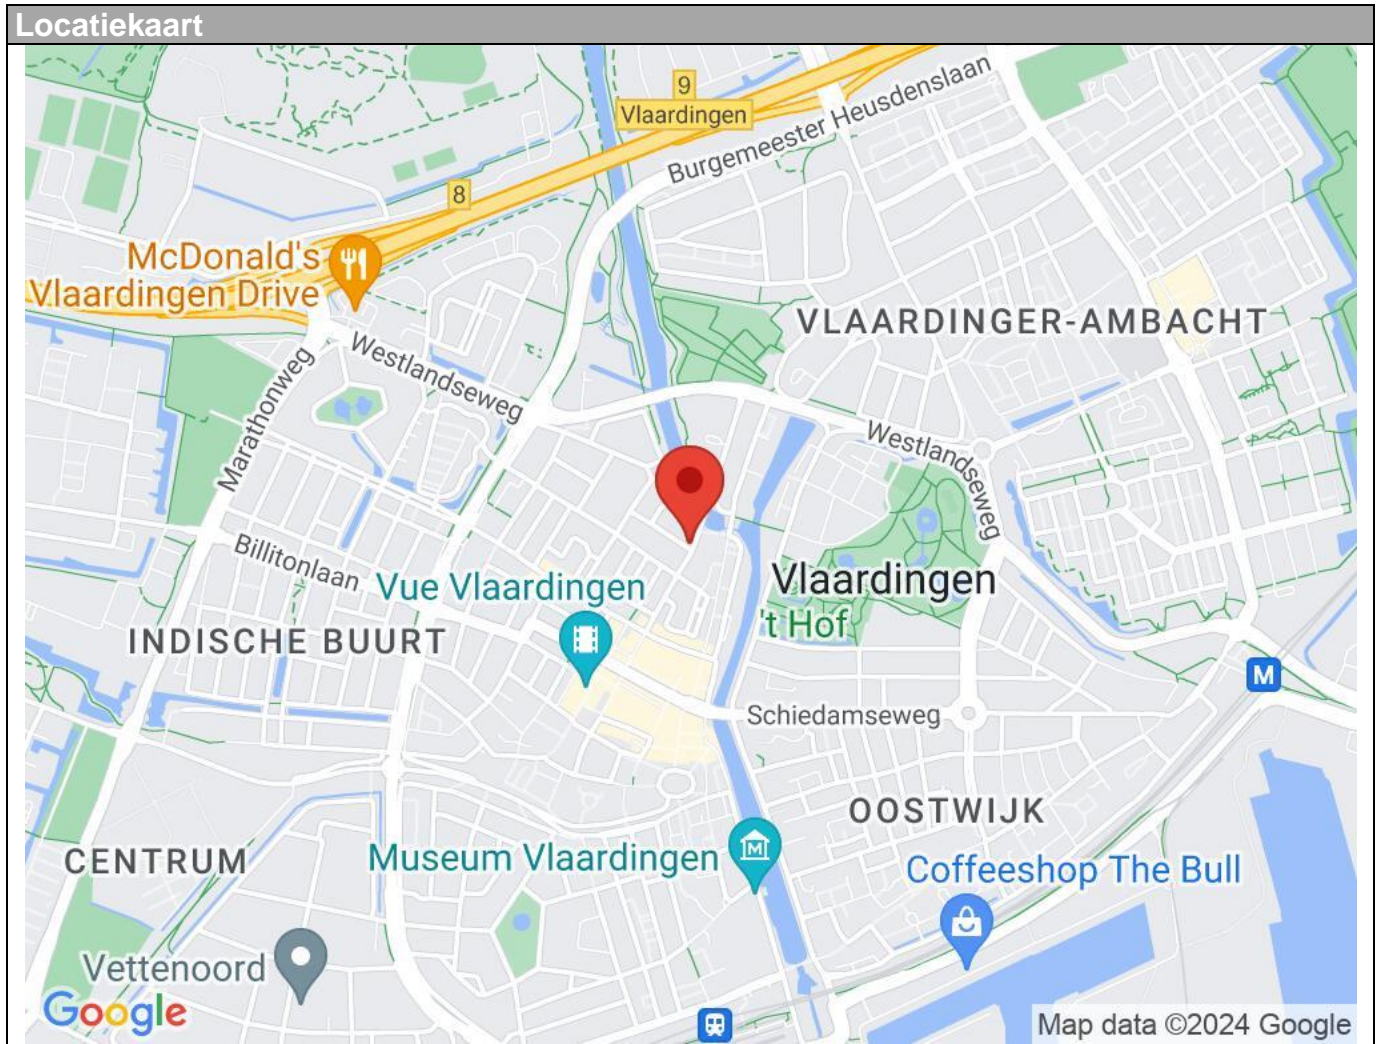 Locatiekaart
9
Vlaardingen
Burgemeester Heusdenslaan
8
McDonald's
Vlaardingen Drive
VLAARDINGER-AMBACHT
Westlandseweg
Marathonweg
Westlandseweg
Billitonlaan
Vue Vlaardingen
Vlaardingen
't Hof
INDISCHE BUURT
M
Schiedamseweg
OOSTWIJK
CENTRUM
Museum Vlaardingen
M
Coffeeshop The Bull
Vettenoord
Google
Map data ©2024 Google